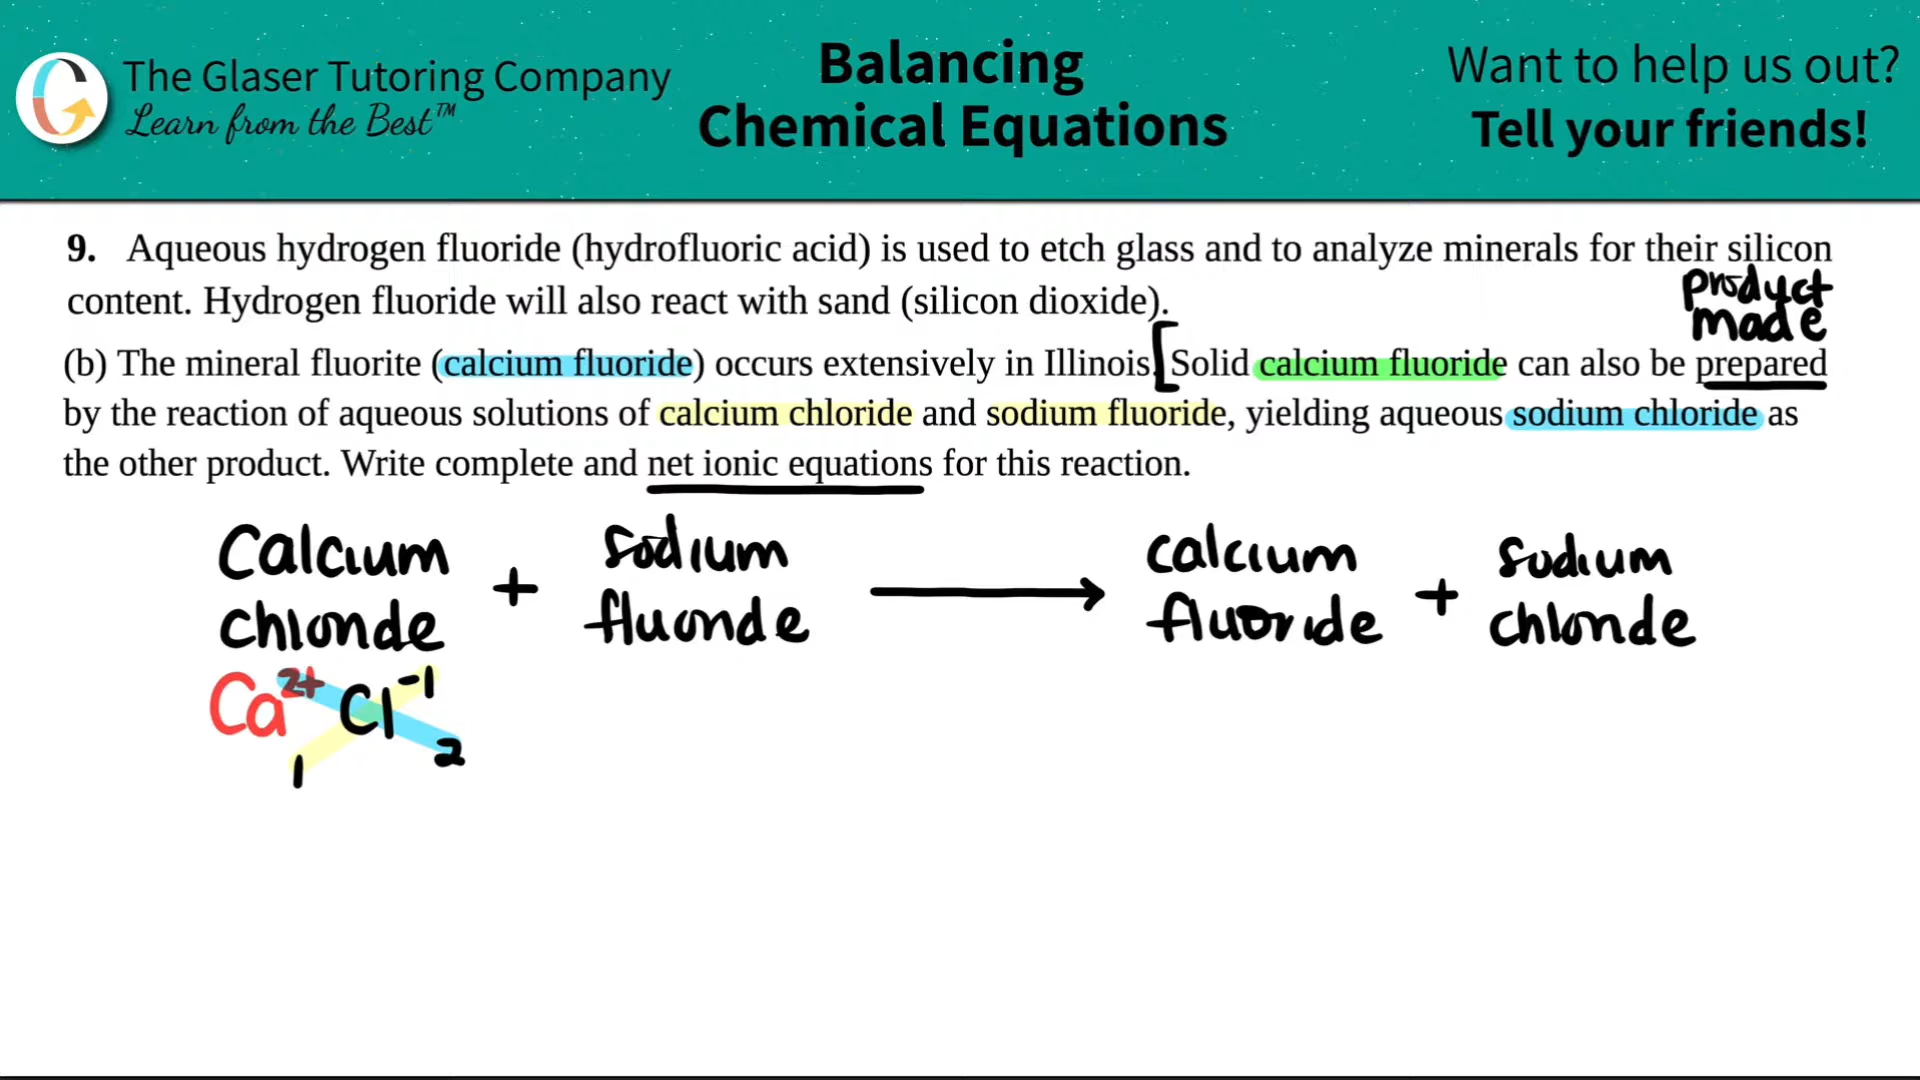 The Glaser Tutoring Company
Learn from the Best™
Balancing
Chemical Equations
Want to help us out?
Tell your friends!
9. Aqueous hydrogen fluoride (hydrofluoric acid) is used to etch glass and to analyze minerals for their silicon
content. Hydrogen fluoride will also react with sand (silicon dioxide).
product
made
(b) The mineral fluorite (calcium fluoride) occurs extensively in Illinois. [Solid calcium fluoride can also be prepared
by the reaction of aqueous solutions of calcium chloride and sodium fluoride, yielding aqueous sodium chloride as
the other product. Write complete and net ionic equations for this reaction.
Calcium chloride + sodium fluoride → calcium fluoride + sodium chloride
Ca 2+ Cl -1
1 2